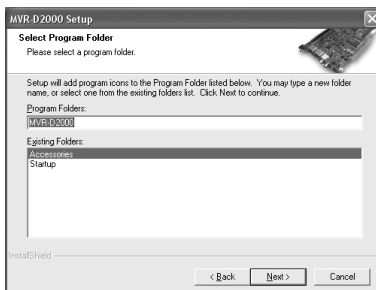 MVR-D2000 Setup
Select Program Folder
Please select a program folder.
Setup will add program icons to the Program Folder listed below. You may type a new folder
name, or select one from the existing folders list. Click Next to continue.
Program Folders:
MVR-D2000
Existing Folders:
Accessories
Startup
InstallShield
< Back
Next >
Cancel